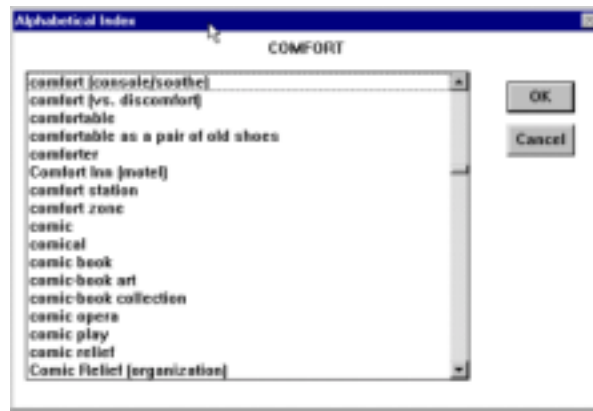 Alphabetical Index
COMFORT
comfort (console/soothe)
comfort (vs. discomfort)
comfortable
comfortable as a pair of old shoes
comforter
Comfort Inn (motel)
comfort station
comfort zone
comic
comical
comic book
comic-book art
comic-book collection
comic opera
comic play
comic relief
Comic Relief (organization)
OK
Cancel